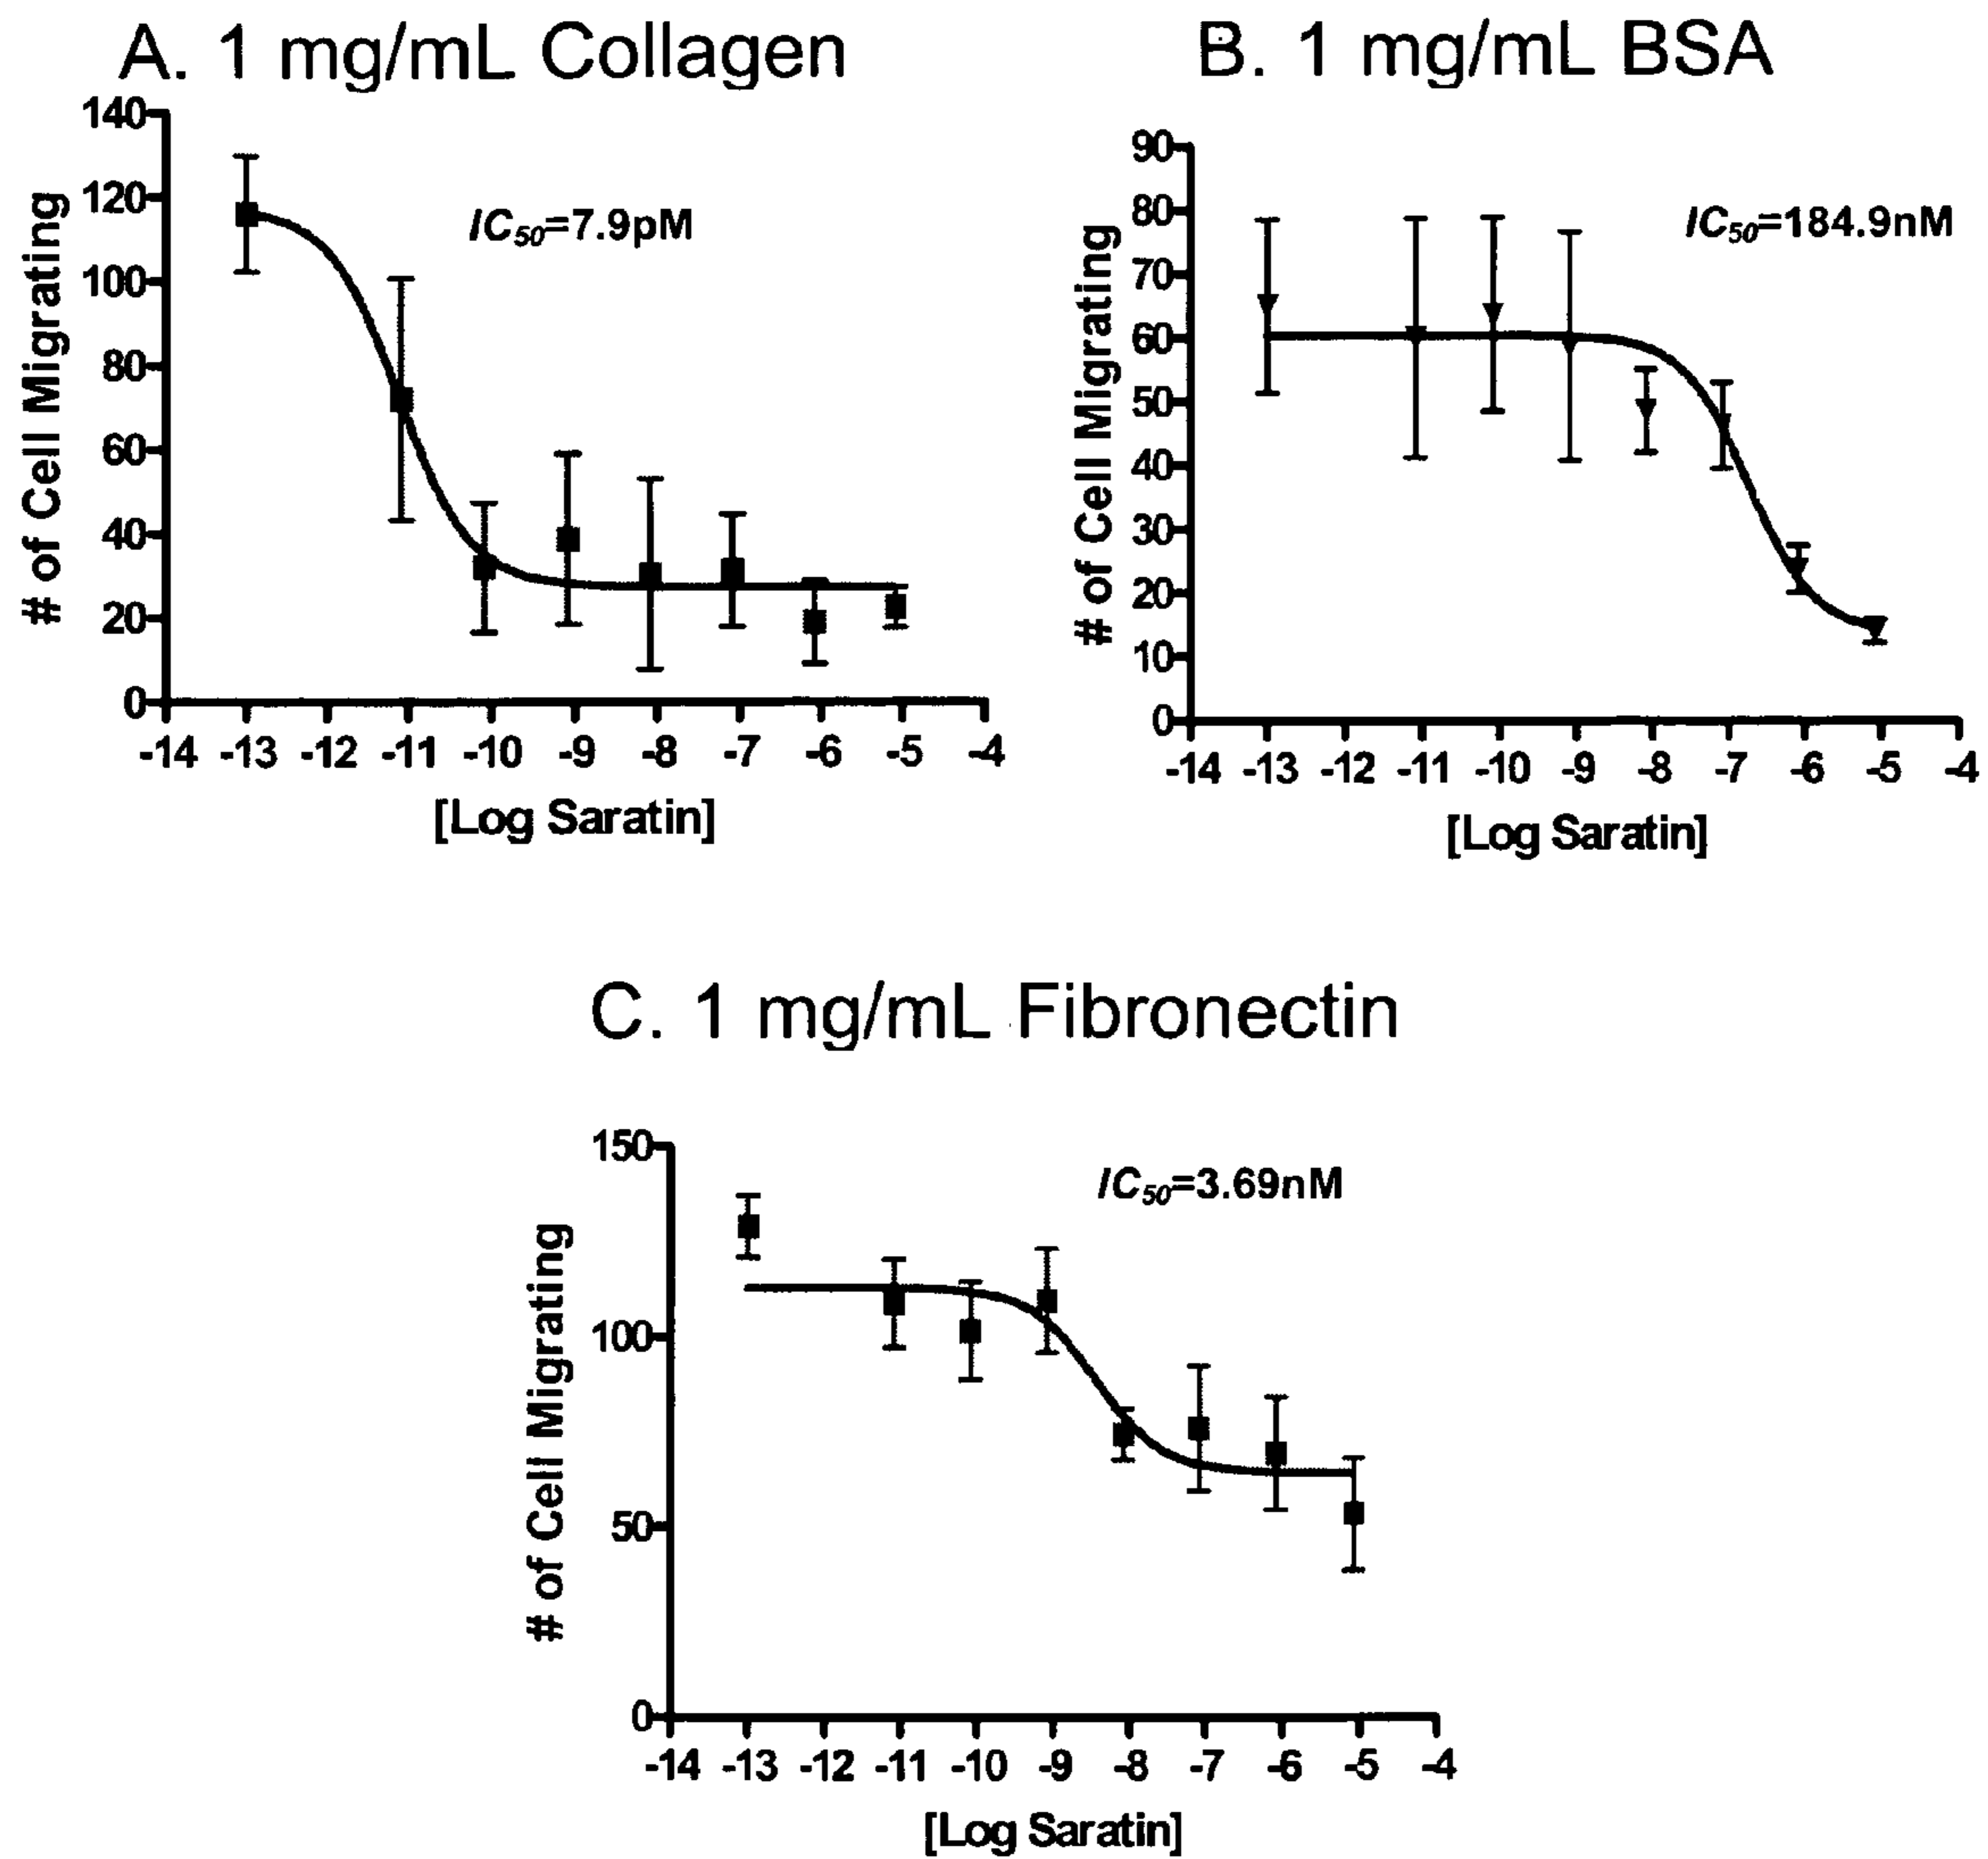 A. 1 mg/mL Collagen
140
120
100
80
60
40
20
0
# of Cell Migrating
IC50=7.9pM
-14 -13 -12 -11 -10 -9 -8 -7 -6 -5 -4
[Log Saratin]
B. 1 mg/mL BSA
90
80
70
60
50
40
30
20
10
0
# of Cell Migrating
IC50=184.9nM
-14 -13 -12 -11 -10 -9 -8 -7 -6 -5 -4
[Log Saratin]
C. 1 mg/mL Fibronectin
150
100
50
0
# of Cell Migrating
IC50=3.69nM
-14 -13 -12 -11 -10 -9 -8 -7 -6 -5 -4
[Log Saratin]